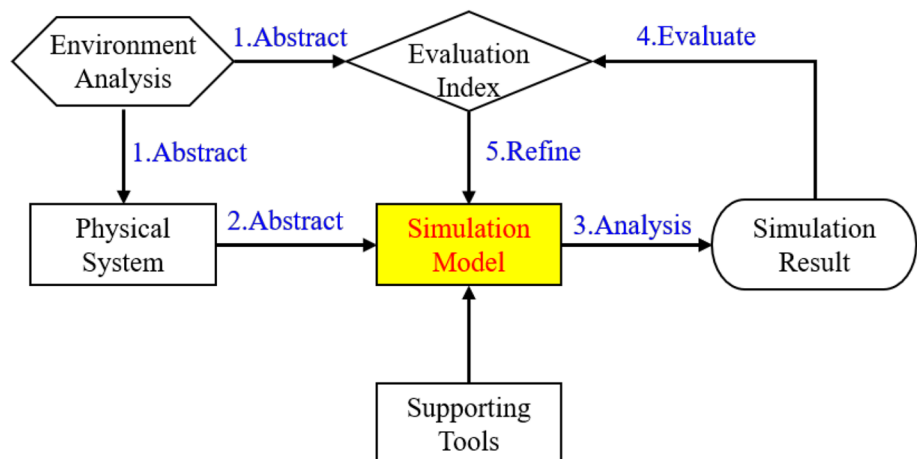 Environment
Analysis
1.Abstract
Evaluation
Index
4.Evaluate
1.Abstract
5.Refine
Physical
System
2.Abstract
Simulation
Model
3.Analysis
Simulation
Result
Supporting
Tools